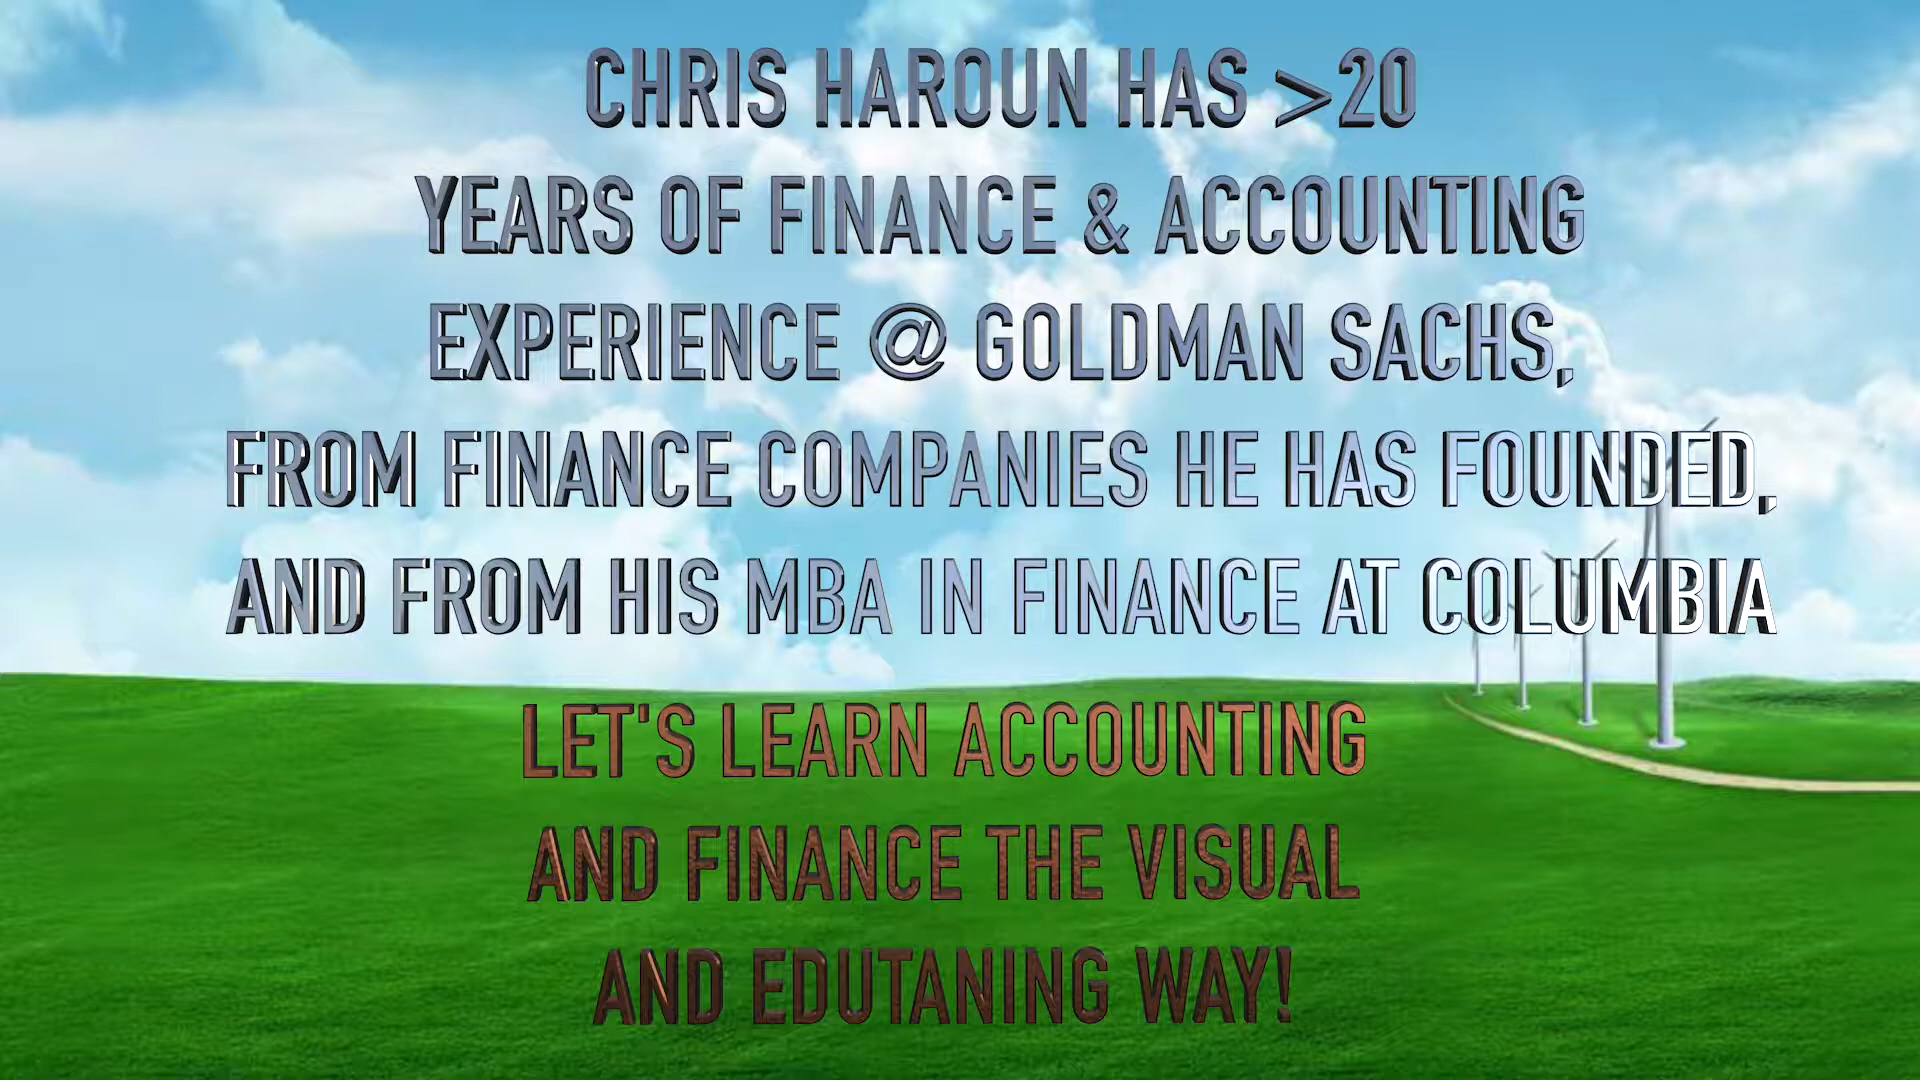 CHRIS HAROUN HAS >20
YEARS OF FINANCE & ACCOUNTING
EXPERIENCE @ GOLDMAN SACHS,
FROM FINANCE COMPANIES HE HAS FOUNDED,
AND FROM HIS MBA IN FINANCE AT COLUMBIA
LET'S LEARN ACCOUNTING
AND FINANCE THE VISUAL
AND EDUTANING WAY!